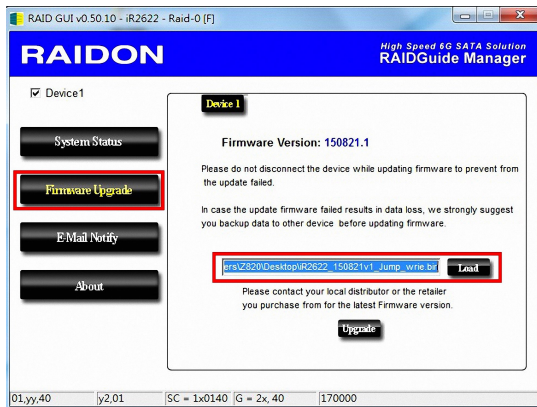 RAID GUI v0.50.10 - iR2622 - Raid-0 [F]
RAIDON
High Speed 6G SATA Solution
RAIDGuide Manager
Device1
System Status
Firmware Upgrade
E-Mail Notify
About
Device 1
Firmware Version: 150821.1
Please do not disconnect the device while updating firmware to prevent from
the update failed.
In case the update firmware failed results in data loss, we strongly suggest
you backup data to other device before updating firmware.
ers\Z820\Desktop\iR2622_150821v1_Jump_wrie.bin
Load
Please contact your local distributor or the retailer
you purchase from for the latest Firmware version.
Upgrade
01,yy,40
y2,01
SC = 1x0140
G = 2x, 40
170000